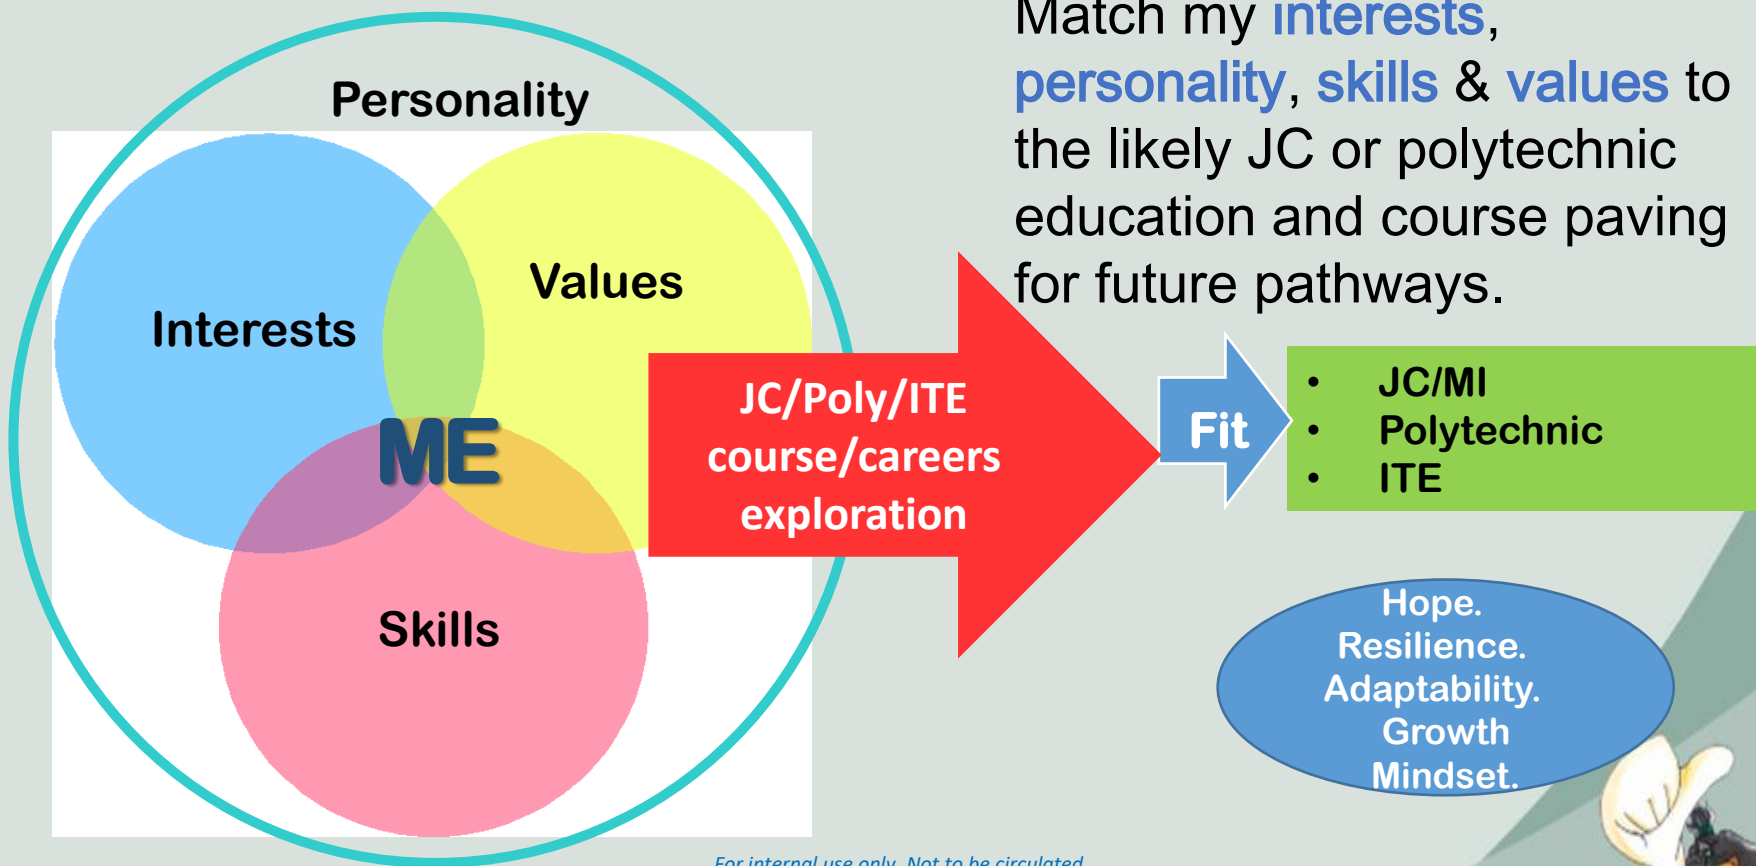 Match my interests,
personality, skills & values to
the likely JC or polytechnic
education and course paving
for future pathways.
Personality
Interests
Values
ME
Skills
JC/Poly/ITE
course/careers
exploration
Fit
• JC/MI
• Polytechnic
• ITE
Hope.
Resilience.
Adaptability.
Growth
Mindset.
For internal use only. Not to be circulated